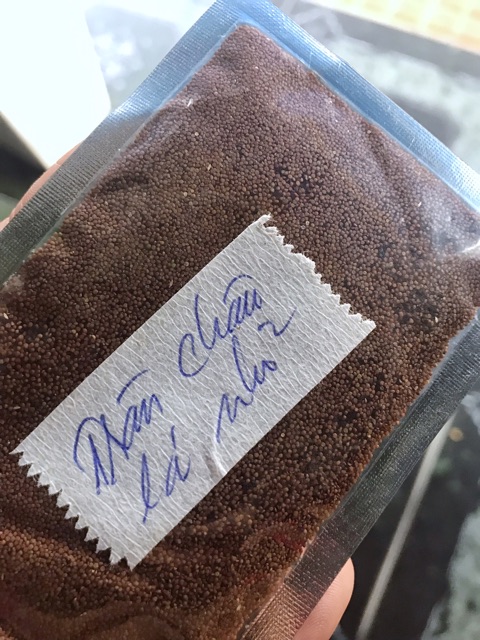 Trân châu
lá nhỏ